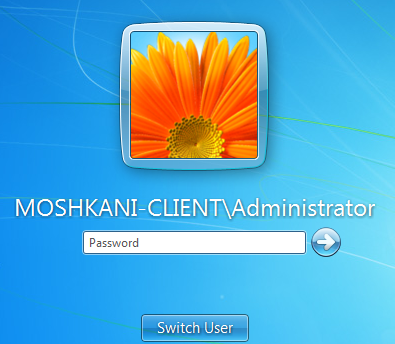 MOSHKANI-CLIENT\Administrator
Password
Switch User